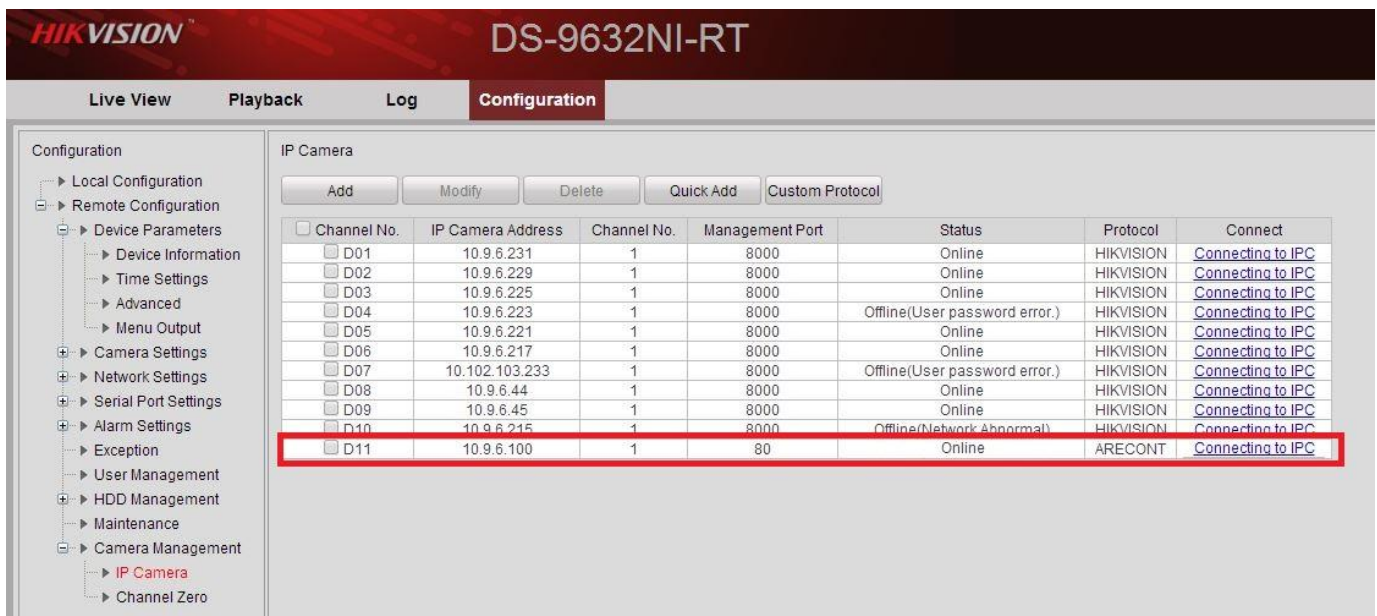 HIKVISION
DS-9632NI-RT
Live View Playback Log Configuration
Configuration
Local Configuration
Remote Configuration
Device Parameters
Device Information
Time Settings
Advanced
Menu Output
Camera Settings
Network Settings
Serial Port Settings
Alarm Settings
Exception
User Management
HDD Management
Maintenance
Camera Management
IP Camera
Channel Zero
IP Camera
Add Modify Delete Quick Add Custom Protocol
Channel No. IP Camera Address Channel No. Management Port Status Protocol Connect
D01 10.9.6.231 1 8000 Online HIKVISION Connecting to IPC
D02 10.9.6.229 1 8000 Online HIKVISION Connecting to IPC
D03 10.9.6.225 1 8000 Online HIKVISION Connecting to IPC
D04 10.9.6.223 1 8000 Offline(User password error.) HIKVISION Connecting to IPC
D05 10.9.6.221 1 8000 Online HIKVISION Connecting to IPC
D06 10.9.6.217 1 8000 Online HIKVISION Connecting to IPC
D07 10.102.103.233 1 8000 Offline(User password error.) HIKVISION Connecting to IPC
D08 10.9.6.44 1 8000 Online HIKVISION Connecting to IPC
D09 10.9.6.45 1 8000 Online HIKVISION Connecting to IPC
D10 10.9.6.215 1 8000 Offline(Network Abnormal) HIKVISION Connecting to IPC
D11 10.9.6.100 1 80 Online ARECONT Connecting to IPC